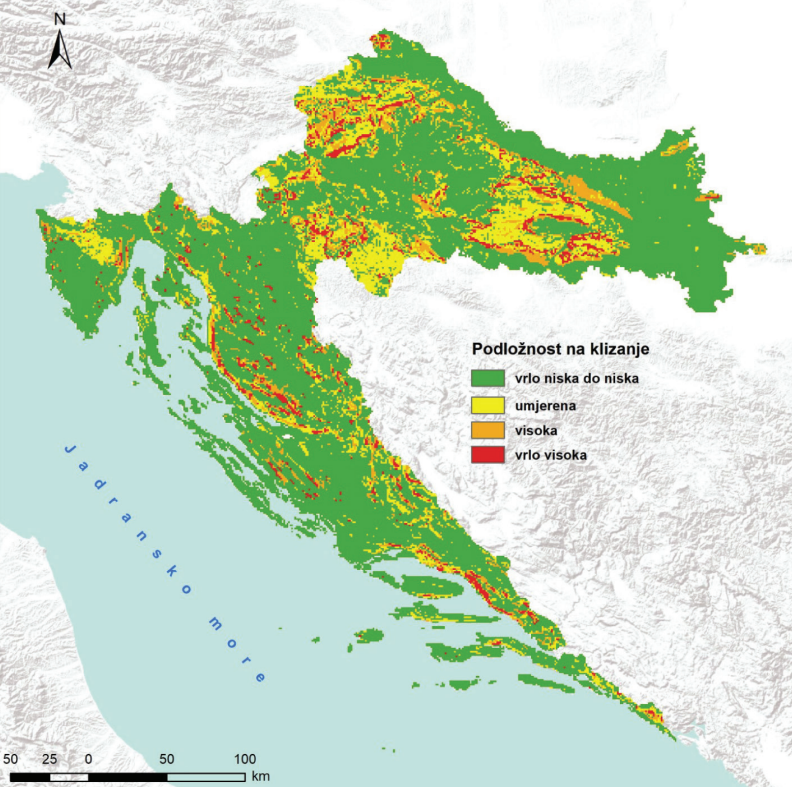 N
Podložnost na klizanje
vrlo niska do niska
umjerena
visoka
vrlo visoka
Jadransko more
50 25 0 50 100
km